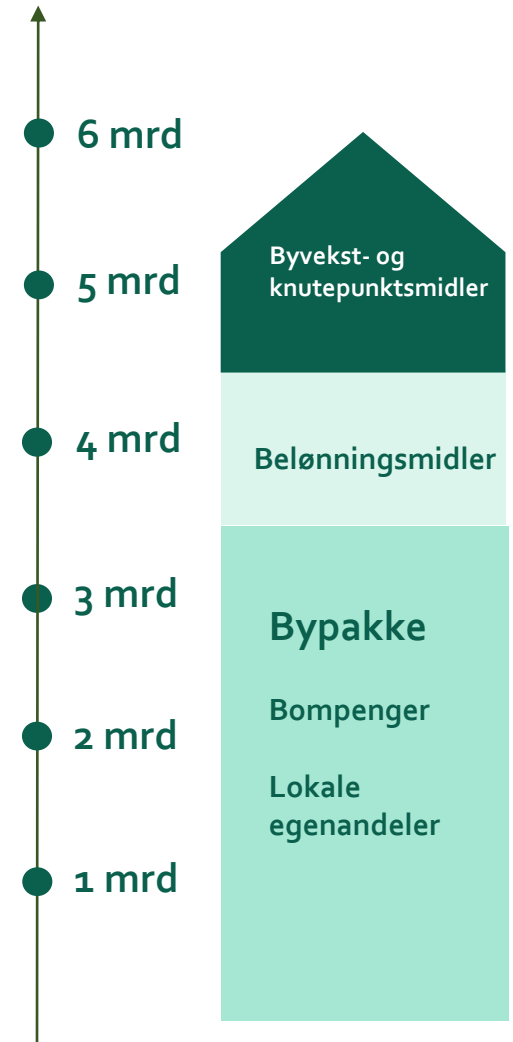 6 mrd
5 mrd
4 mrd
3 mrd
2 mrd
1 mrd
Byvekst- og
knutepunktsmidler
Belønningsmidler
Bypakke
Bompenger
Lokale
egenandeler